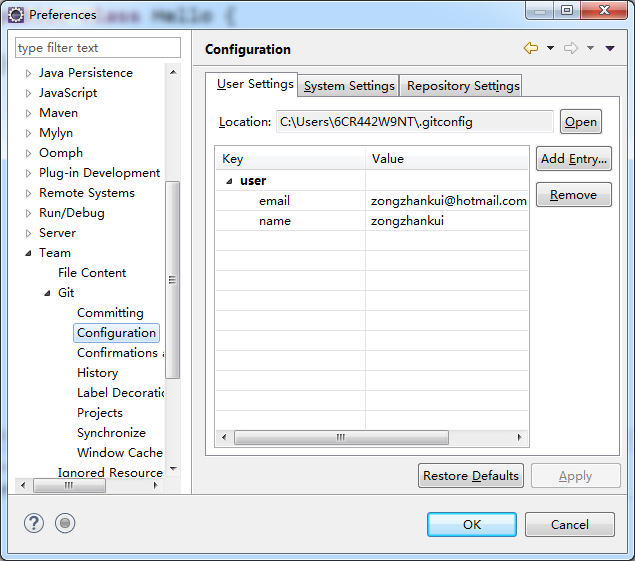 Preferences
class Hello {
type filter text
Java Persistence
JavaScript
Maven
Mylyn
Oomph
Plug-in Development
Remote Systems
Run/Debug
Server
Team
File Content
Git
Committing
Configuration
Confirmations a
History
Label Decoratio
Projects
Synchronize
Window Cache
Ignored Resource
Configuration
User Settings
System Settings
Repository Settings
Location:
C:\Users\6CR442W9NT\.gitconfig
Open
Key
Value
user
email
zongzhankui@hotmail.com
name
zongzhankui
Add Entry...
Remove
Restore Defaults
Apply
OK
Cancel